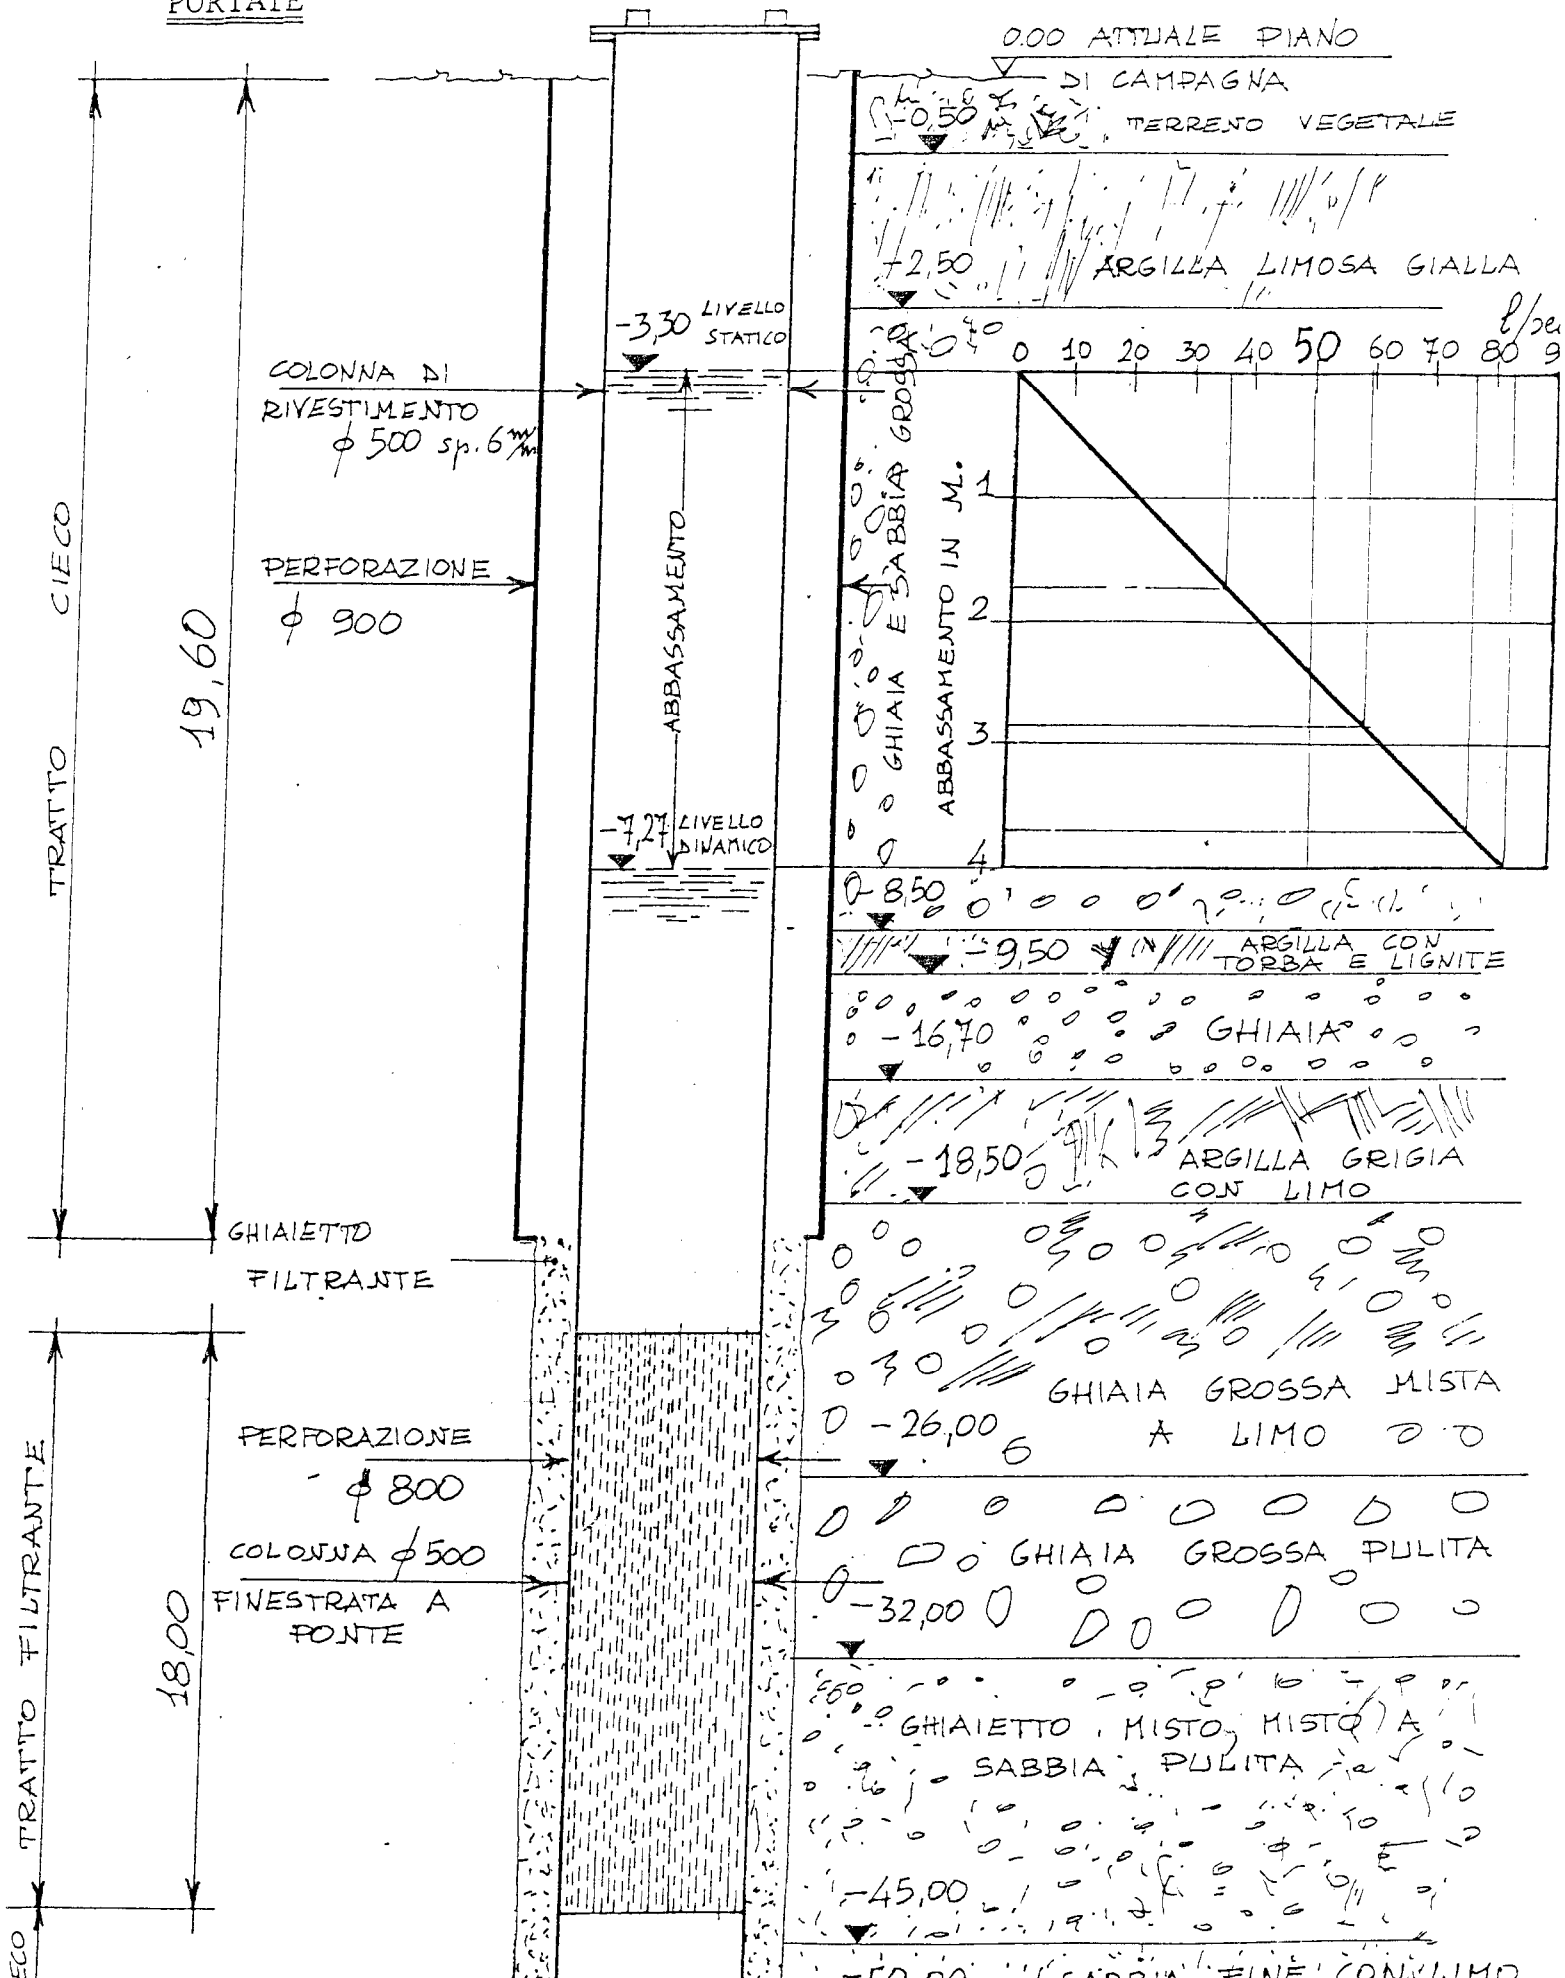 PORTATE
0.00 ATTUALE PIANO
DI CAMPAGNA
-0,50 TERRENO VEGETALE
-2,50 ARGILLA LIMOSA GIALLA
-3,30 LIVELLO
STATICO
l/sec
0 10 20 30 40 50 60 70 80 9
COLONNA DI
RIVESTIMENTO
ϕ 500 sp. 6 m/m
GHIAIA E SABBIA GROSSA
ABBASSAMENTO IN M.
1
2
3
4
ABBASSAMENTO
PERFORAZIONE
ϕ 900
TRATTO CIECO
19,60
-7,27 LIVELLO
DINAMICO
-8,50
-9,50 ARGILLA CON
TORBA E LIGNITE
-16,70 GHIAIA
-18,50 ARGILLA GRIGIA
CON LIMO
GHIAIETTO
FILTRANTE
GHIAIA GROSSA MISTA
-26,00 A LIMO
PERFORAZIONE
ϕ 800
COLONNA ϕ 500
FINESTRATA A
PONTE
TRATTO FILTRANTE
18,00
GHIAIA GROSSA PULITA
-32,00
GHIAIETTO MISTO, MISTO A
SABBIA PULITA
-45,00
ECO
-50,00 SABBIA FINE CON LIMO